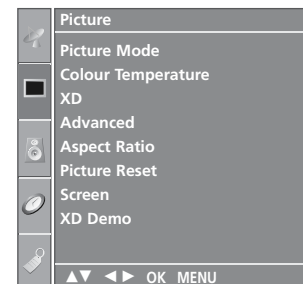 Picture
Picture Mode
Colour Temperature
XD
Advanced
Aspect Ratio
Picture Reset
Screen
XD Demo
▲▼ ◄► OK MENU